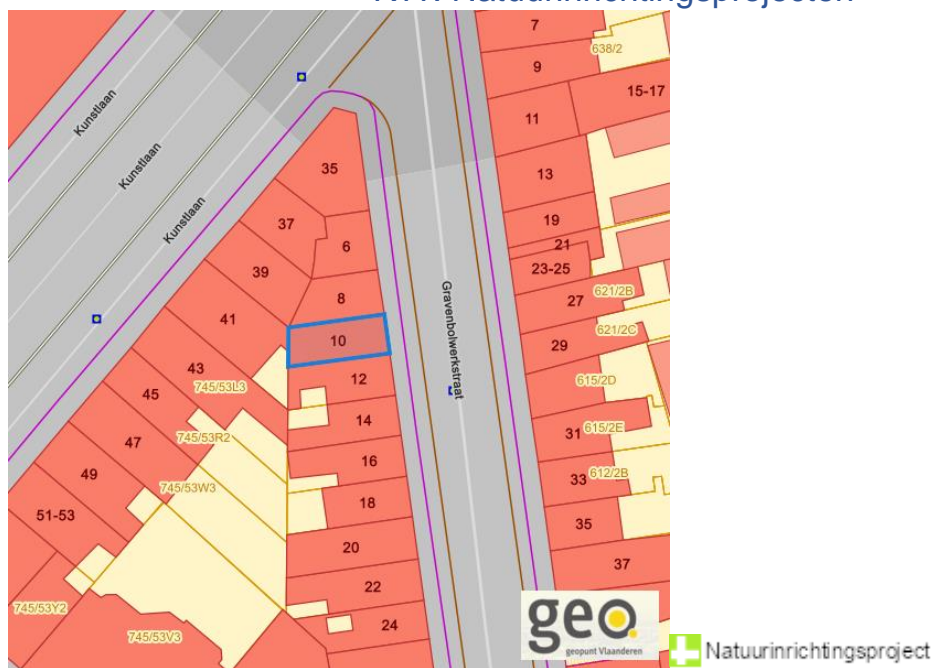 Natuurinrichtingsprojecten
Kunstlaan
Kunstlaan
Kunstlaan
Gravenbolwerkstraat
7
638/2
9
15-17
11
13
19
21
23-25
27
621/2B
621/2C
29
615/2D
31
615/2E
33
612/2B
35
37
35
37
6
39
8
41
10
43
12
745/53L3
45
14
47
745/53R2
16
49
745/53W3
18
51-53
20
22
24
745/53Y2
745/53V3
geo
geopunt Vlaanderen
Natuurinrichtingsproject